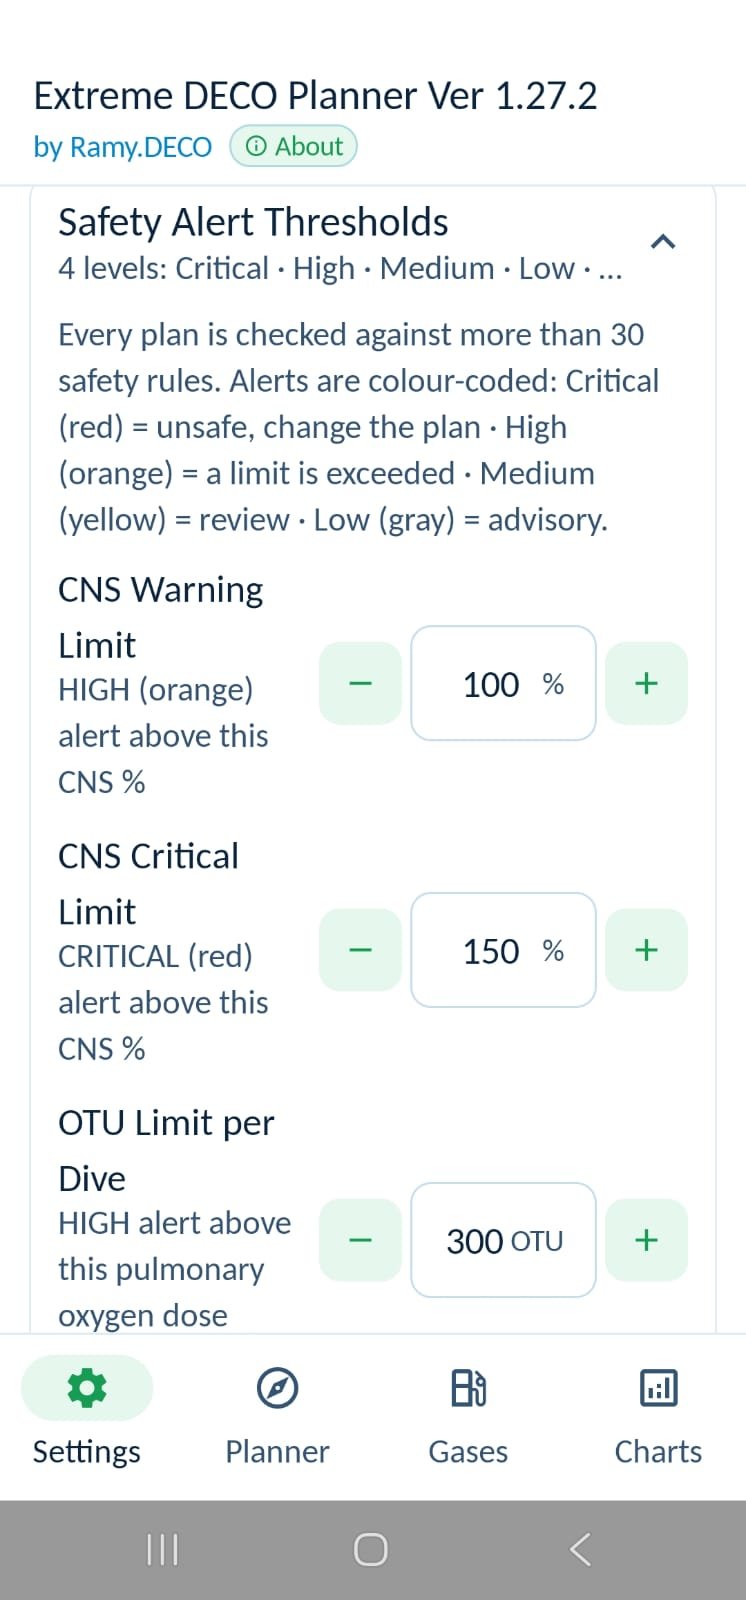 Extreme DECO Planner Ver 1.27.2
by Ramy.DECO
About
Safety Alert Thresholds
4 levels: Critical · High · Medium · Low · ...
Every plan is checked against more than 30
safety rules. Alerts are colour-coded: Critical
(red) = unsafe, change the plan · High
(orange) = a limit is exceeded · Medium
(yellow) = review · Low (gray) = advisory.
CNS Warning
Limit
HIGH (orange)
alert above this
CNS %
− 100 % +
CNS Critical
Limit
CRITICAL (red)
alert above this
CNS %
− 150 % +
OTU Limit per
Dive
HIGH alert above
this pulmonary
oxygen dose
− 300 OTU +
Settings Planner Gases Charts